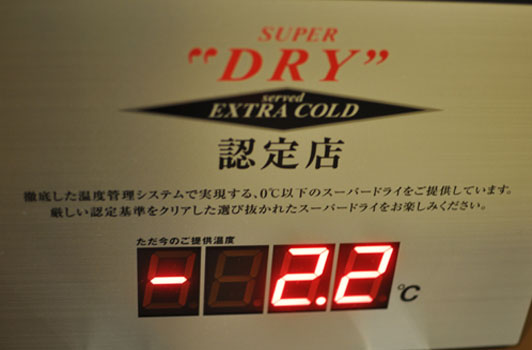 SUPER
"DRY"
served
EXTRA COLD
認定店
徹底した温度管理システムで実現する、0℃以下のスーパードライをご提供しています。
厳しい認定基準をクリアした選び抜かれたスーパードライをお楽しみください。
ただ今のご提供温度
- 2.2 ℃